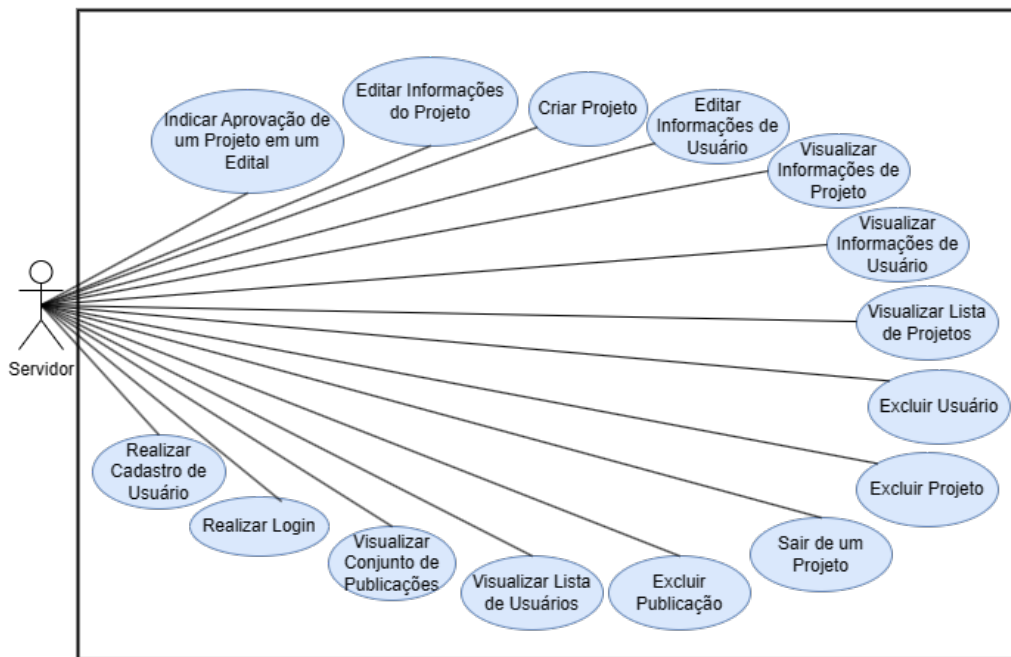 Indicar Aprovação de
um Projeto em um
Edital
Editar Informações
do Projeto
Criar Projeto
Editar
Informações de
Usuário
Visualizar
Informações de
Projeto
Visualizar
Informações de
Usuário
Visualizar Lista
de Projetos
Servidor
Excluir Usuário
Excluir Projeto
Sair de um
Projeto
Excluir
Publicação
Visualizar Lista
de Usuários
Visualizar
Conjunto de
Publicações
Realizar Login
Realizar
Cadastro de
Usuário